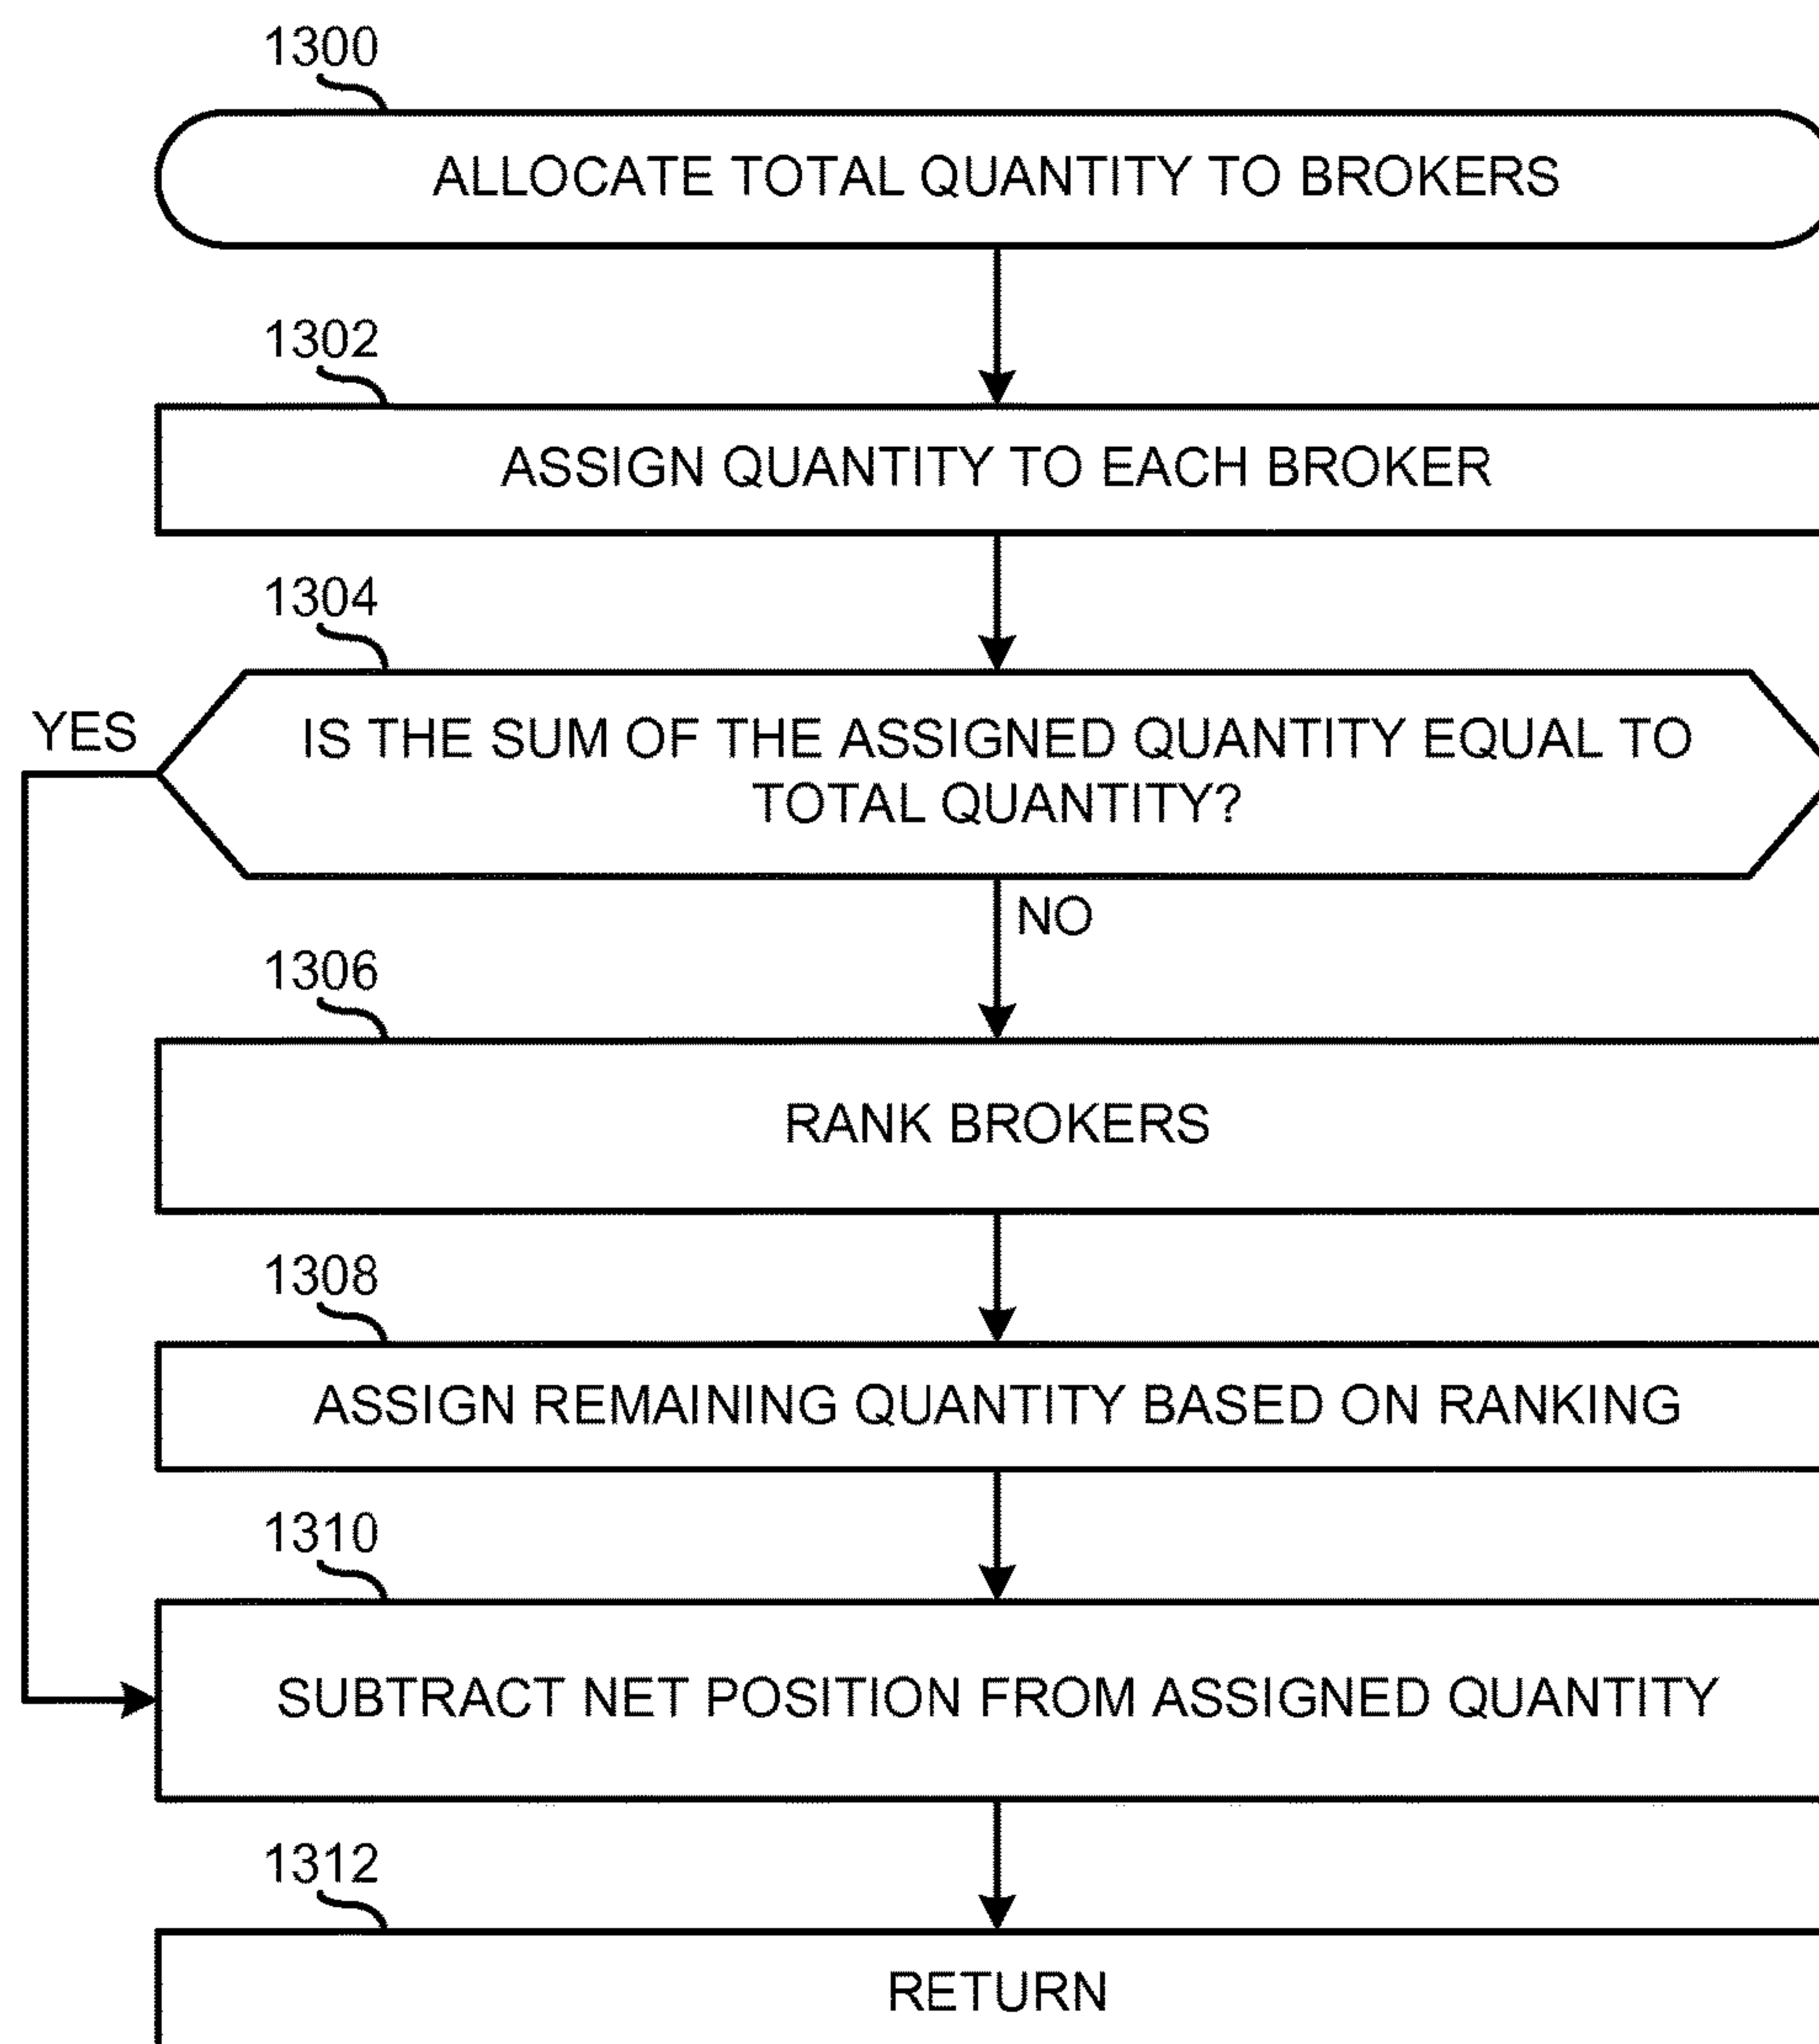 1300
ALLOCATE TOTAL QUANTITY TO BROKERS
1302
ASSIGN QUANTITY TO EACH BROKER
1304
YES
IS THE SUM OF THE ASSIGNED QUANTITY EQUAL TO
TOTAL QUANTITY?
NO
1306
RANK BROKERS
1308
ASSIGN REMAINING QUANTITY BASED ON RANKING
1310
SUBTRACT NET POSITION FROM ASSIGNED QUANTITY
1312
RETURN